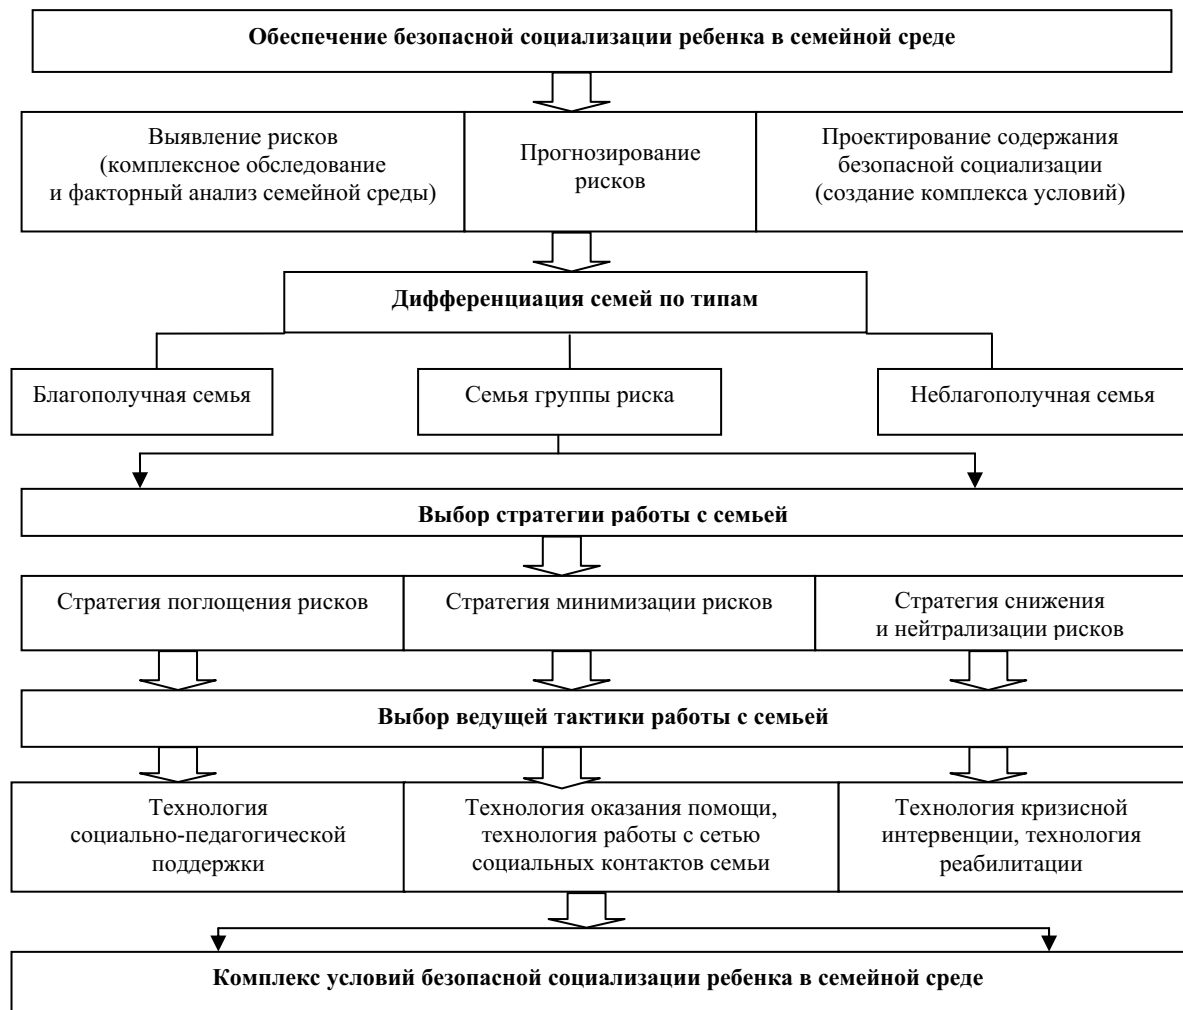 Обеспечение безопасной социализации ребенка в семейной среде
Выявление рисков
(комплексное обследование
и факторный анализ семейной среды)
Прогнозирование
рисков
Проектирование содержания
безопасной социализации
(создание комплекса условий)
Дифференциация семей по типам
Благополучная семья
Семья группы риска
Неблагополучная семья
Выбор стратегии работы с семьей
Стратегия поглощения рисков
Стратегия минимизации рисков
Стратегия снижения
и нейтрализации рисков
Выбор ведущей тактики работы с семьей
Технология
социально-педагогической
поддержки
Технология оказания помощи,
технология работы с сетью
социальных контактов семьи
Технология кризисной
интервенции, технология
реабилитации
Комплекс условий безопасной социализации ребенка в семейной среде